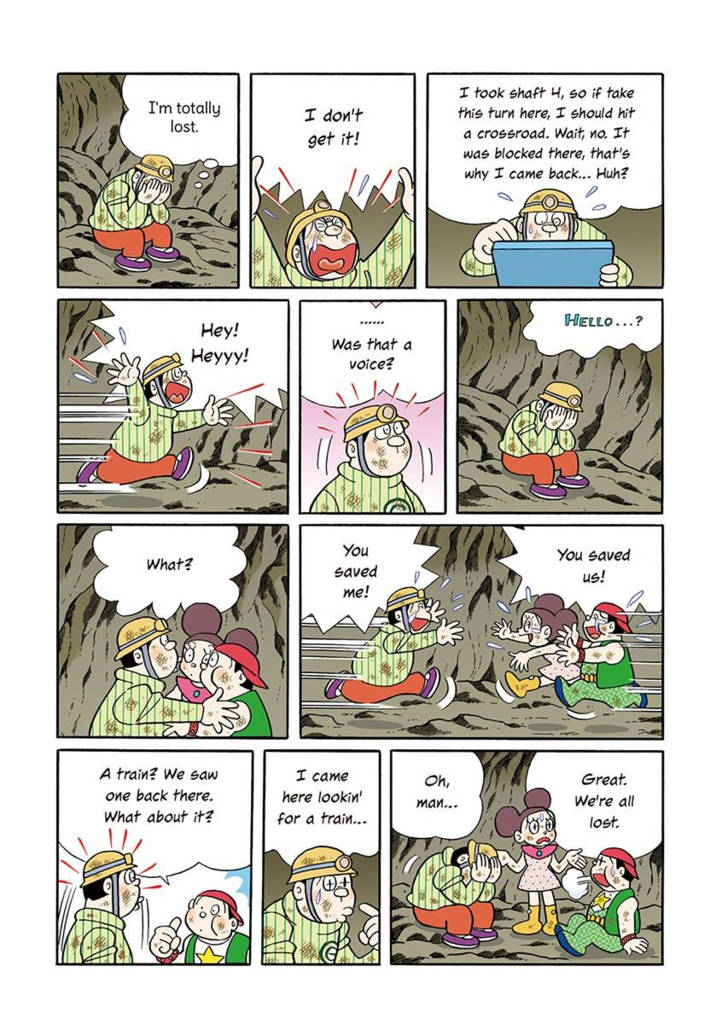 I took shaft 4, so if take
this turn here, I should hit
a crossroad. Wait, no. It
was blocked there, that's
why I came back... Huh?
I don't
get it!
I'm totally
lost.
HELLO...?
......
Was that a
voice?
Hey!
Heyyy!
You saved
us!
You
saved
me!
What?
Great.
We're all
lost.
Oh,
man...
I came
here lookin'
for a train...
A train? We saw
one back there.
What about it?